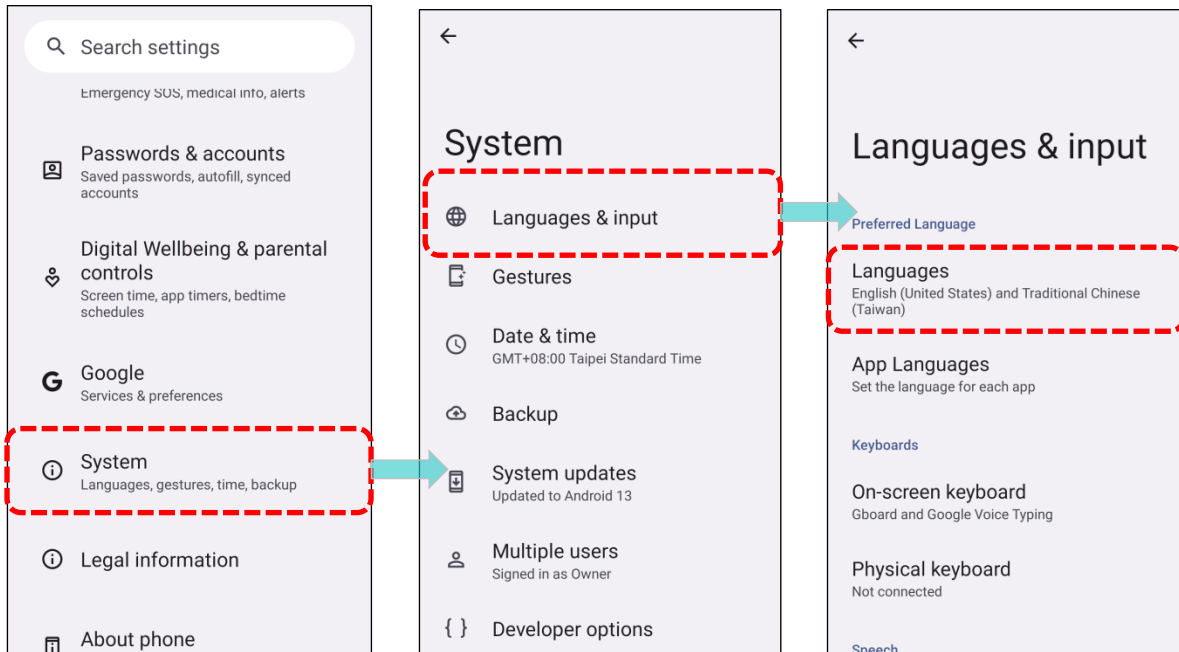 Search settings
Emergency SOS, medical info, alerts
Passwords & accounts
Saved passwords, autofill, synced
accounts
Digital Wellbeing & parental
controls
Screen time, app timers, bedtime
schedules
Google
Services & preferences
System
Languages, gestures, time, backup
Legal information
About phone
System
Languages & input
Gestures
Date & time
GMT+08:00 Taipei Standard Time
Backup
System updates
Updated to Android 13
Multiple users
Signed in as Owner
{ } Developer options
Languages & input
Preferred Language
Languages
English (United States) and Traditional Chinese
(Taiwan)
App Languages
Set the language for each app
Keyboards
On-screen keyboard
Gboard and Google Voice Typing
Physical keyboard
Not connected
Speech